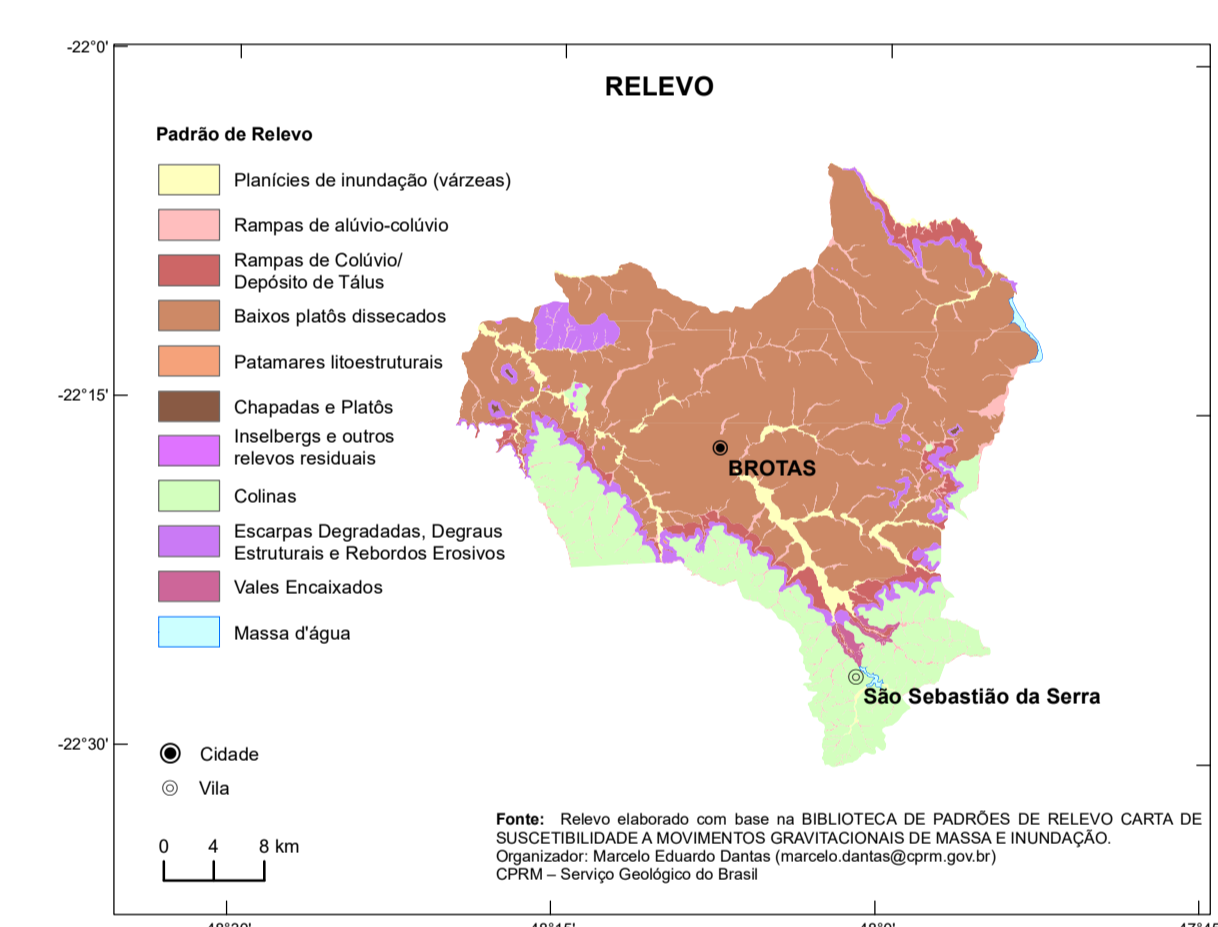 -22°0'
RELEVO
Padrão de Relevo
Planícies de inundação (várzeas)
Rampas de alúvio-colúvio
Rampas de Colúvio/
Depósito de Tálus
Baixos platôs dissecados
Patamares litoestruturais
-22°15'
Chapadas e Platôs
Inselbergs e outros
relevos residuais
BROTAS
Colinas
Escarpas Degradadas, Degraus
Estruturais e Rebordos Erosivos
Vales Encaixados
Massa d'água
São Sebastião da Serra
-22°30'
Cidade
Vila
0 4 8 km
Fonte: Relevo elaborado com base na BIBLIOTECA DE PADRÕES DE RELEVO CARTA DE
SUSCETIBILIDADE A MOVIMENTOS GRAVITACIONAIS DE MASSA E INUNDAÇÃO.
Organizador: Marcelo Eduardo Dantas (marcelo.dantas@cprm.gov.br)
CPRM – Serviço Geológico do Brasil